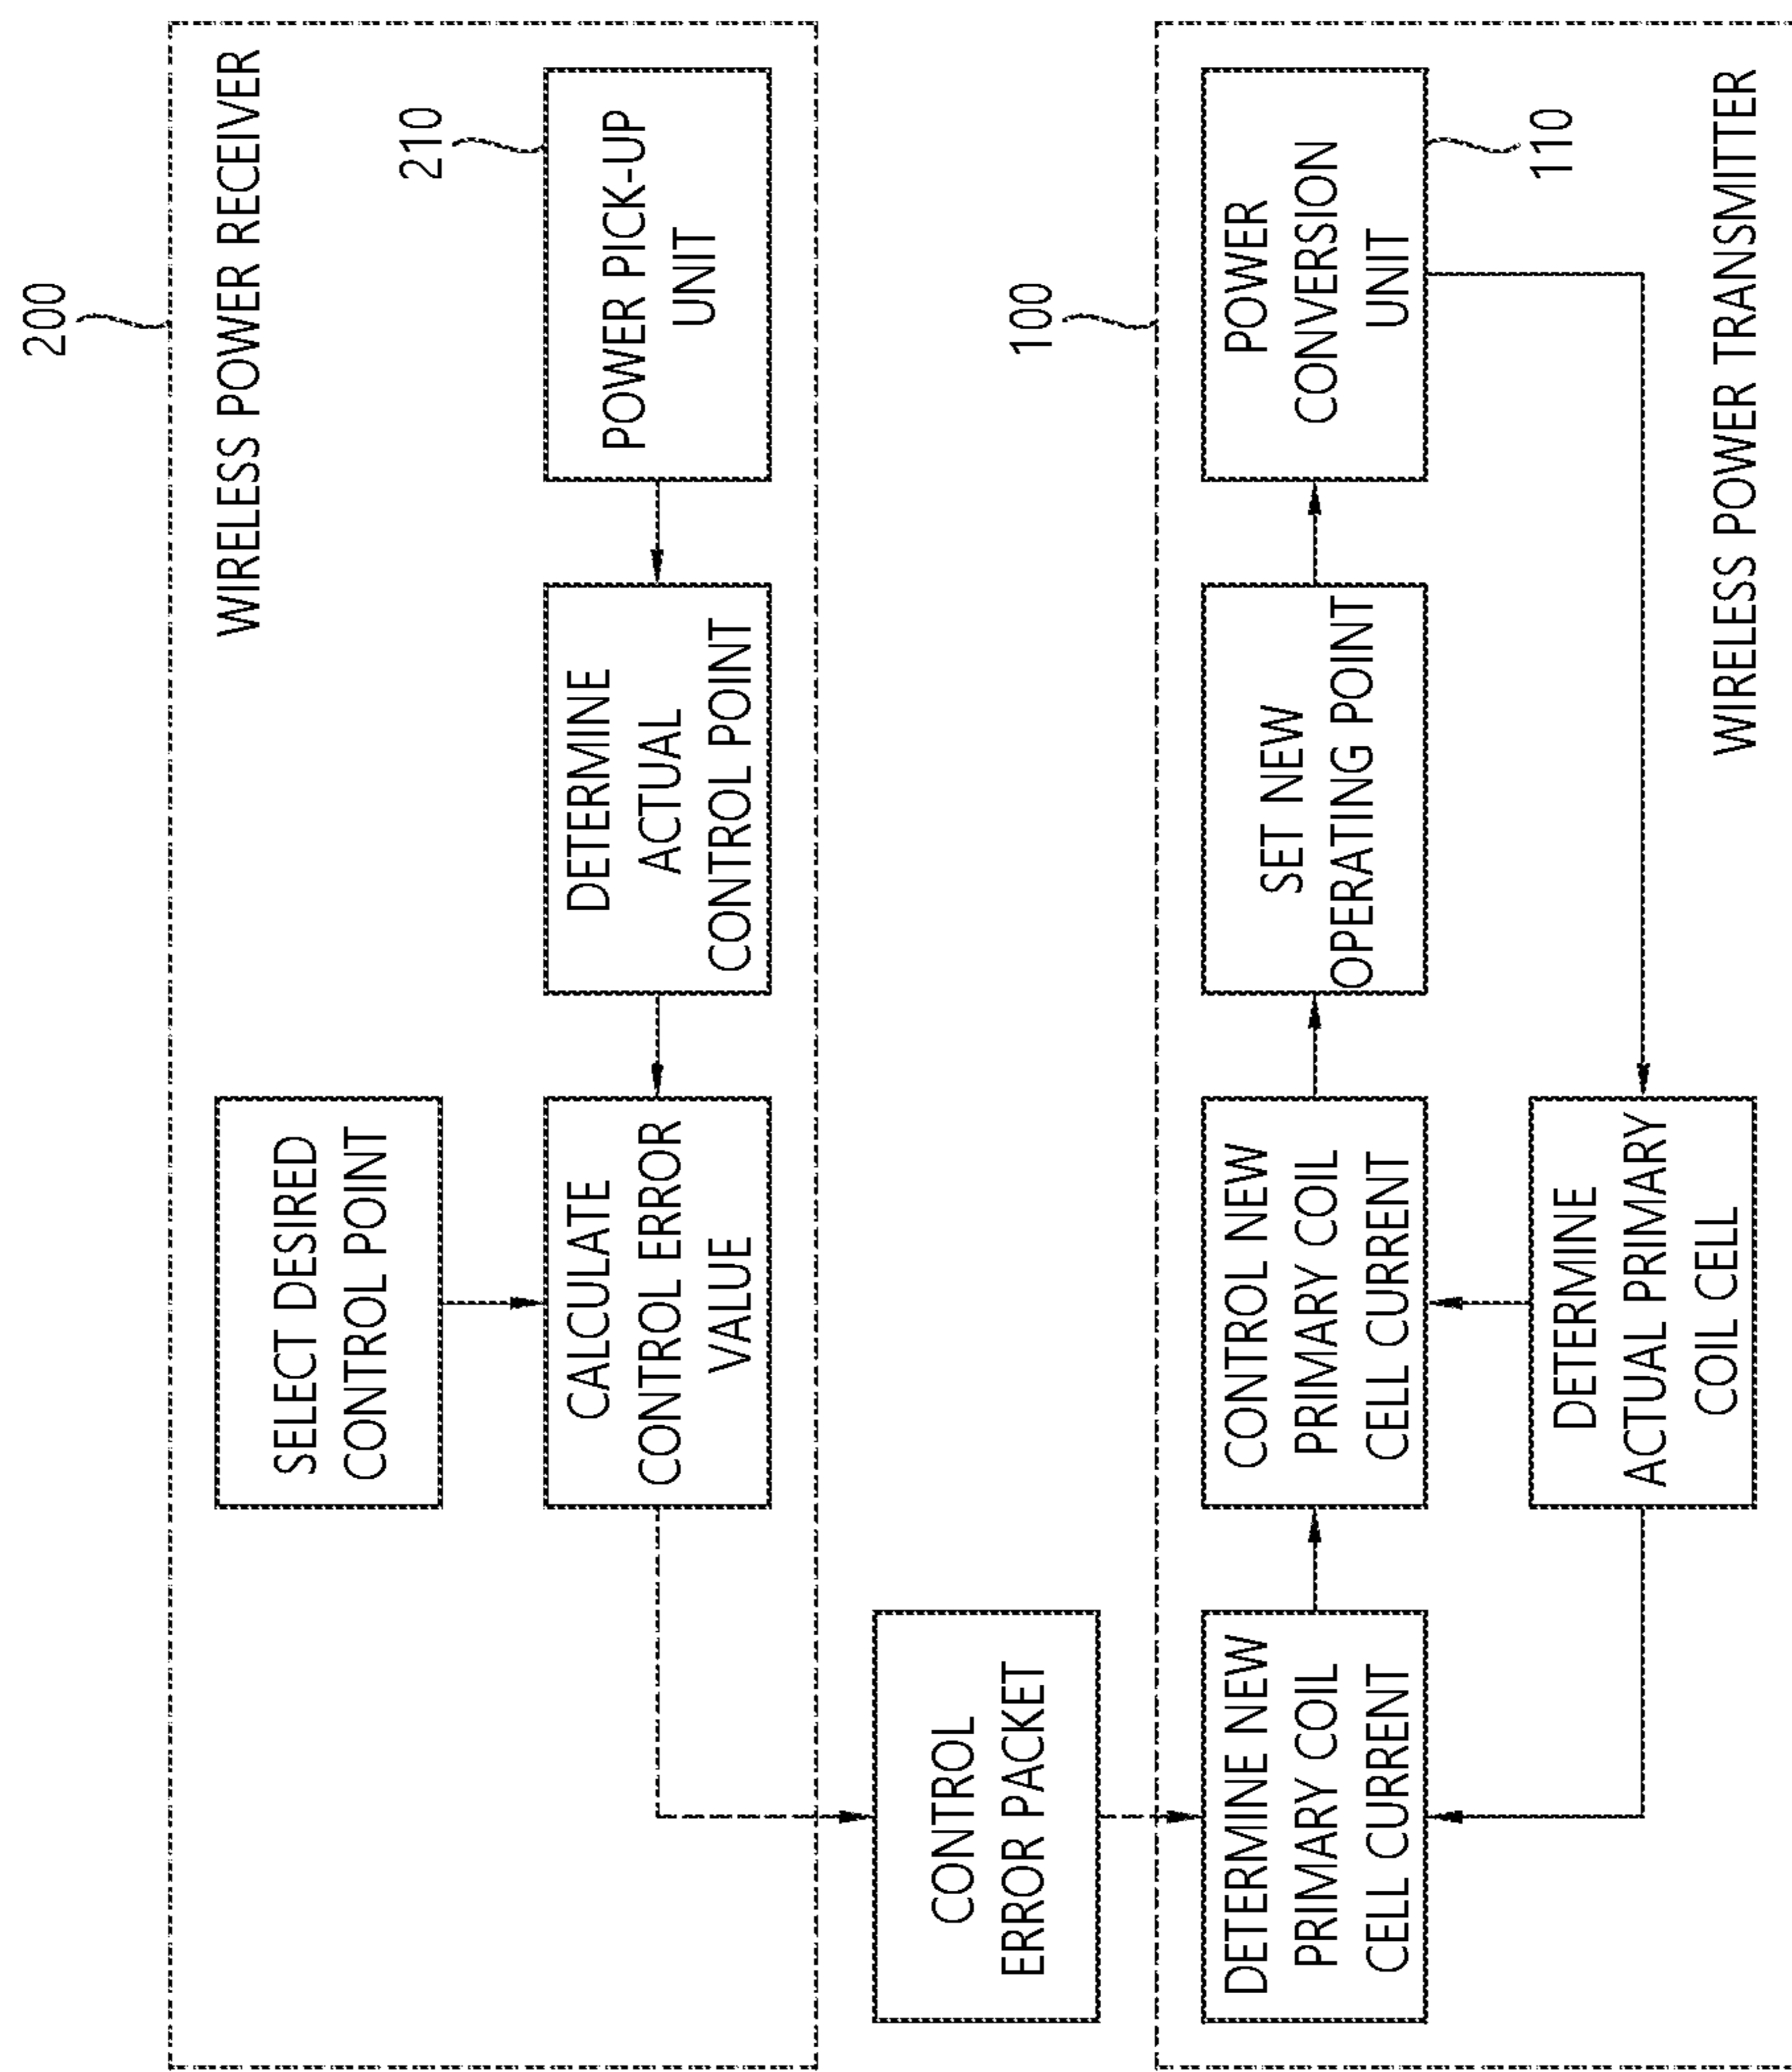 200
WIRELESS POWER RECEIVER
SELECT DESIRED
CONTROL POINT
210
CALCULATE
CONTROL ERROR
VALUE
DETERMINE
ACTUAL
CONTROL POINT
POWER PICK-UP
UNIT
CONTROL
ERROR PACKET
100
DETERMINE NEW
PRIMARY COIL
CELL CURRENT
CONTROL NEW
PRIMARY COIL
CELL CURRENT
SET NEW
OPERATING POINT
POWER
CONVERSION
UNIT
110
DETERMINE
ACTUAL PRIMARY
COIL CELL
WIRELESS POWER TRANSMITTER